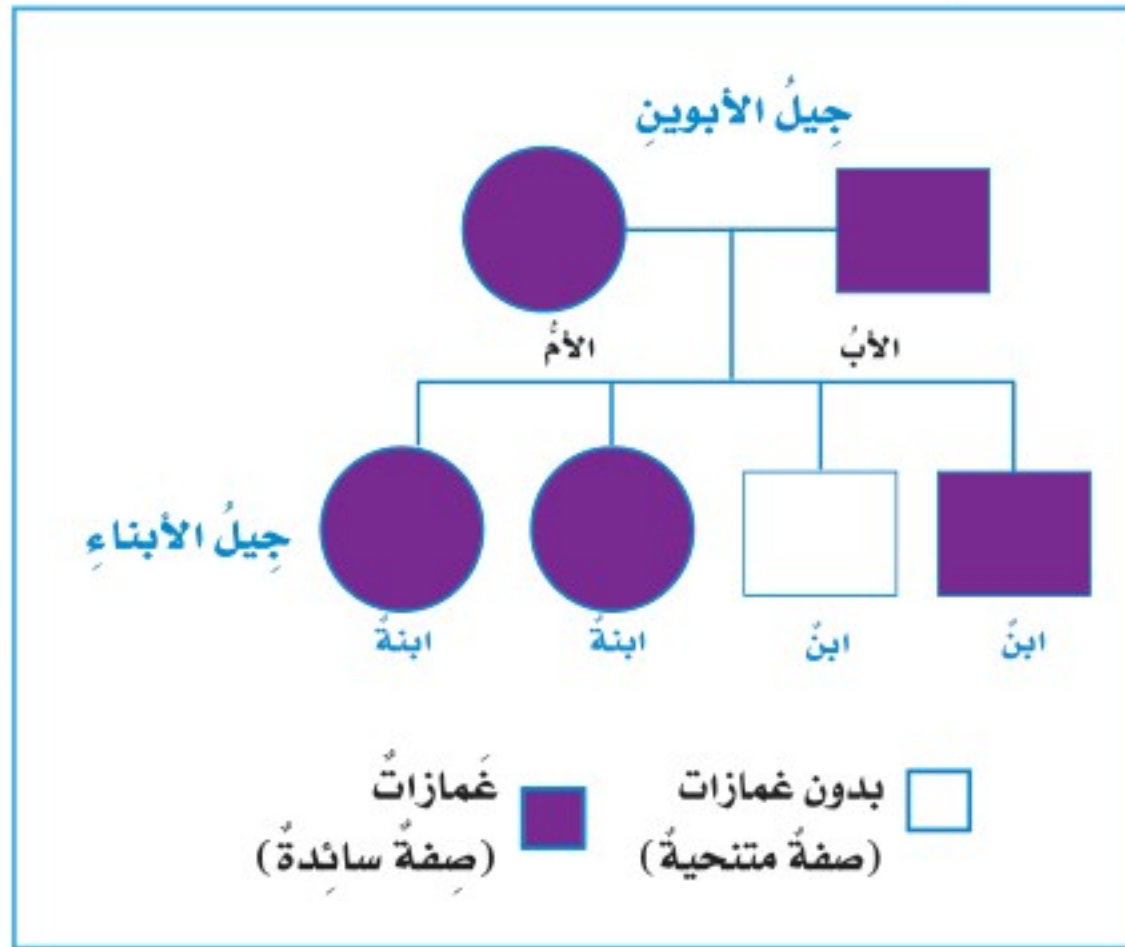 جِيلُ الأبوينِ
الأبُ
الأمُّ
جِيلُ الأبناءِ
ابنٌ
ابنٌ
ابنةٌ
ابنةٌ
بدون غمازات
(صفةٌ متنحيةٌ)
غَمازاتٌ
(صِفةٌ سائِدةٌ)